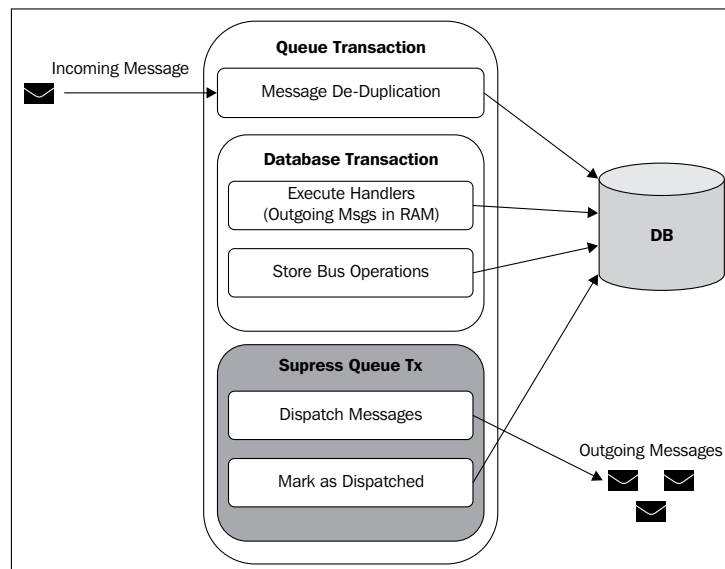 Queue Transaction
Incoming Message
Message De-Duplication
Database Transaction
Execute Handlers
(Outgoing Msgs in RAM)
DB
Store Bus Operations
Supress Queue Tx
Dispatch Messages
Outgoing Messages
Mark as Dispatched